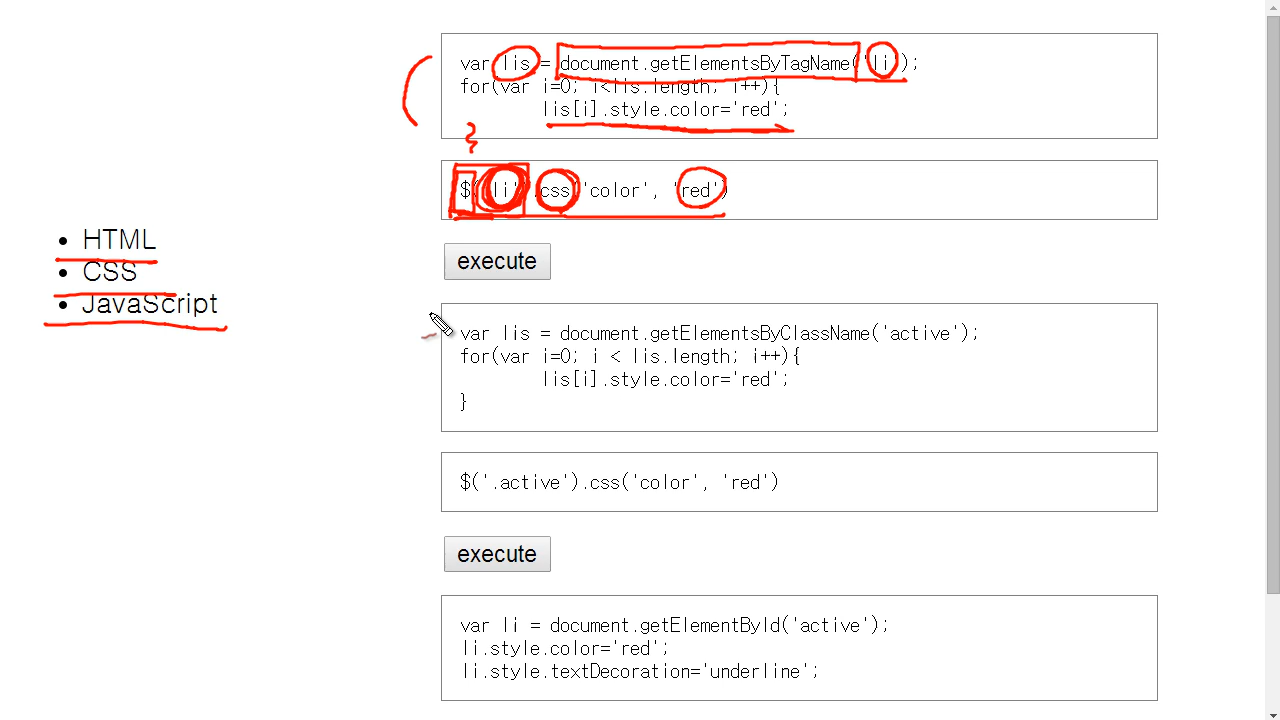 HTML
CSS
JavaScript
var lis = document.getElementsByTagName('li');
for(var i=0; i<lis.length; i++){
lis[i].style.color='red';
}
$('li').css('color', 'red')
execute
var lis = document.getElementsByClassName('active');
for(var i=0; i < lis.length; i++){
lis[i].style.color='red';
}
$('.active').css('color', 'red')
execute
var li = document.getElementById('active');
li.style.color='red';
li.style.textDecoration='underline';